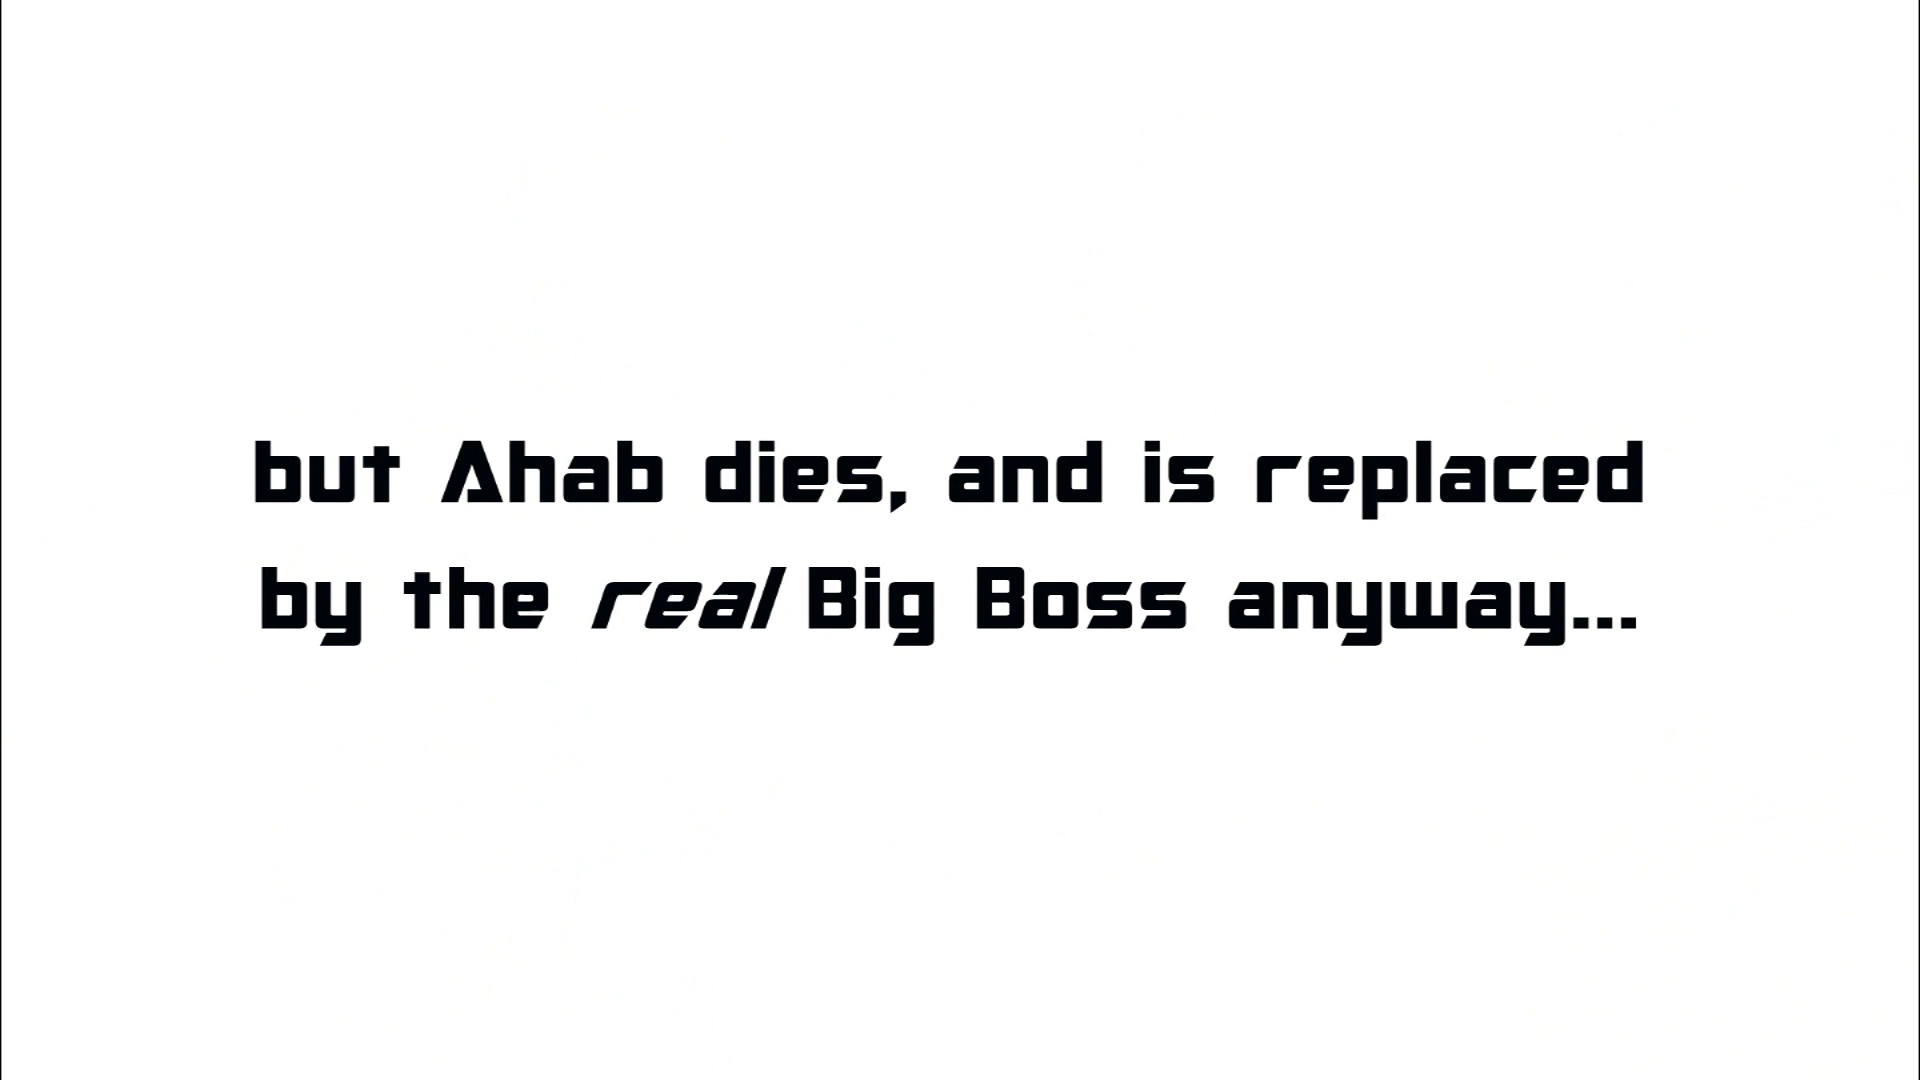 but Ahab dies, and is replaced
by the real Big Boss anyway...